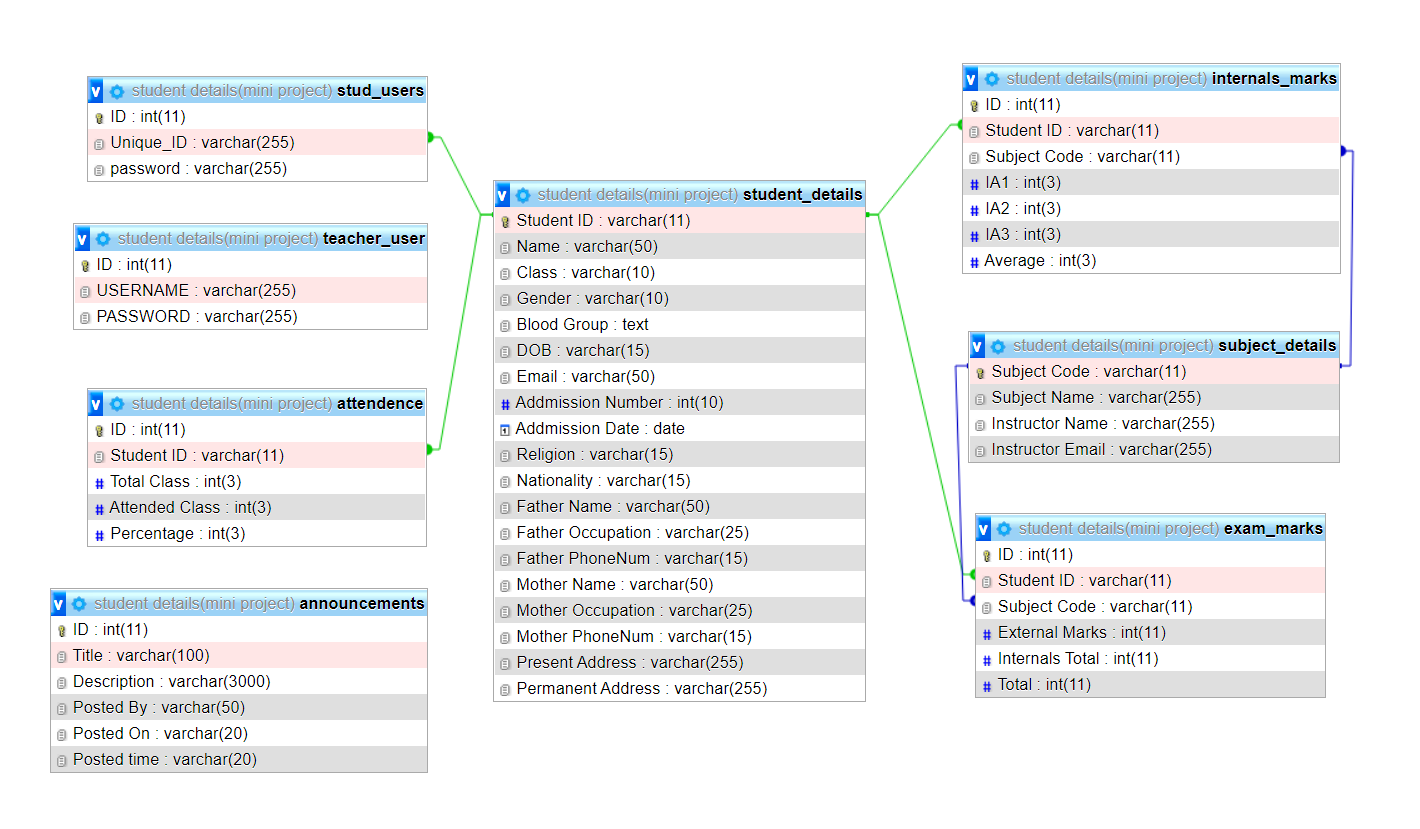 v student details(mini project) stud_users
ID : int(11)
Unique_ID : varchar(255)
password : varchar(255)
v student details(mini project) teacher_user
ID : int(11)
USERNAME : varchar(255)
PASSWORD : varchar(255)
v student details(mini project) attendence
ID : int(11)
Student ID : varchar(11)
# Total Class : int(3)
# Attended Class : int(3)
# Percentage : int(3)
v student details(mini project) announcements
ID : int(11)
Title : varchar(100)
Description : varchar(3000)
Posted By : varchar(50)
Posted On : varchar(20)
Posted time : varchar(20)
v student details(mini project) student_details
Student ID : varchar(11)
Name : varchar(50)
Class : varchar(10)
Gender : varchar(10)
Blood Group : text
DOB : varchar(15)
Email : varchar(50)
# Addmission Number : int(10)
Addmission Date : date
Religion : varchar(15)
Nationality : varchar(15)
Father Name : varchar(50)
Father Occupation : varchar(25)
Father PhoneNum : varchar(15)
Mother Name : varchar(50)
Mother Occupation : varchar(25)
Mother PhoneNum : varchar(15)
Present Address : varchar(255)
Permanent Address : varchar(255)
v student details(mini project) internals_marks
ID : int(11)
Student ID : varchar(11)
Subject Code : varchar(11)
# IA1 : int(3)
# IA2 : int(3)
# IA3 : int(3)
# Average : int(3)
v student details(mini project) subject_details
Subject Code : varchar(11)
Subject Name : varchar(255)
Instructor Name : varchar(255)
Instructor Email : varchar(255)
v student details(mini project) exam_marks
ID : int(11)
Student ID : varchar(11)
Subject Code : varchar(11)
# External Marks : int(11)
# Internals Total : int(11)
# Total : int(11)